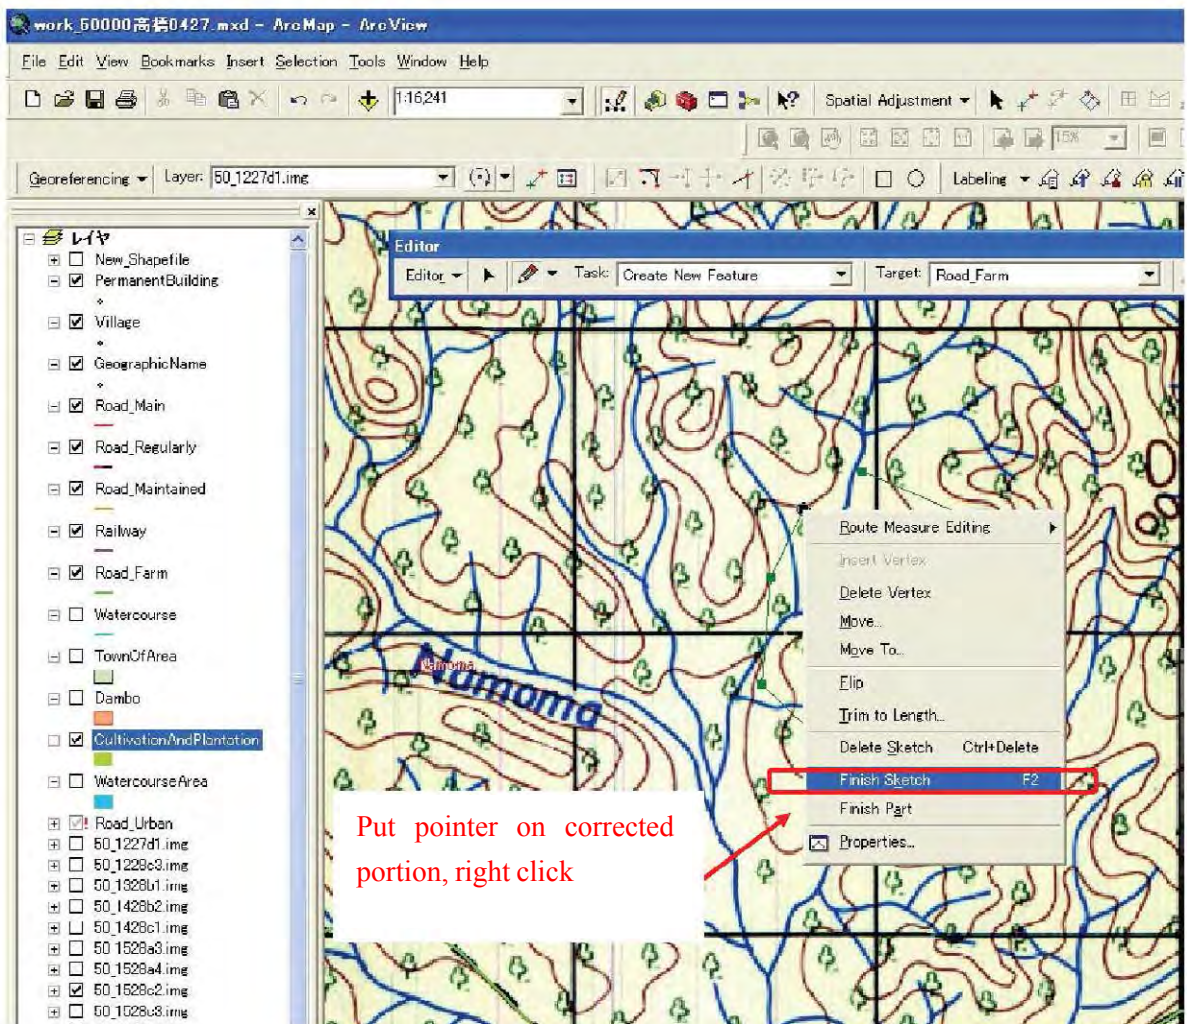 work_50000高橋0427.mxd - ArcMap - ArcView
File Edit View Bookmarks Insert Selection Tools Window Help
1:16,241 Spatial Adjustment
15%
Georeferencing Layer: 50_1227d1.img Labeling
レイヤ
New_Shapefile
PermanentBuilding
Village
GeographicName
Road_Main
Road_Regularly
Road_Maintained
Railway
Road_Farm
Watercourse
TownOfArea
Dambo
CultivationAndPlantation
WatercourseArea
Road_Urban
50_1227d1.img
50_1228c3.img
50_1328b1.img
50_1428b2.img
50_1428c1.img
50_1528a3.img
50_1528a4.img
50_1528c2.img
50_1528c3.img
Editor
Editor Task: Create New Feature Target: Road_Farm
Namoma
Namoma
Route Measure Editing
Insert Vertex
Delete Vertex
Move...
Move To...
Flip
Trim to Length...
Delete Sketch Ctrl+Delete
Finish Sketch F2
Finish Part
Properties...
Put pointer on corrected
portion, right click